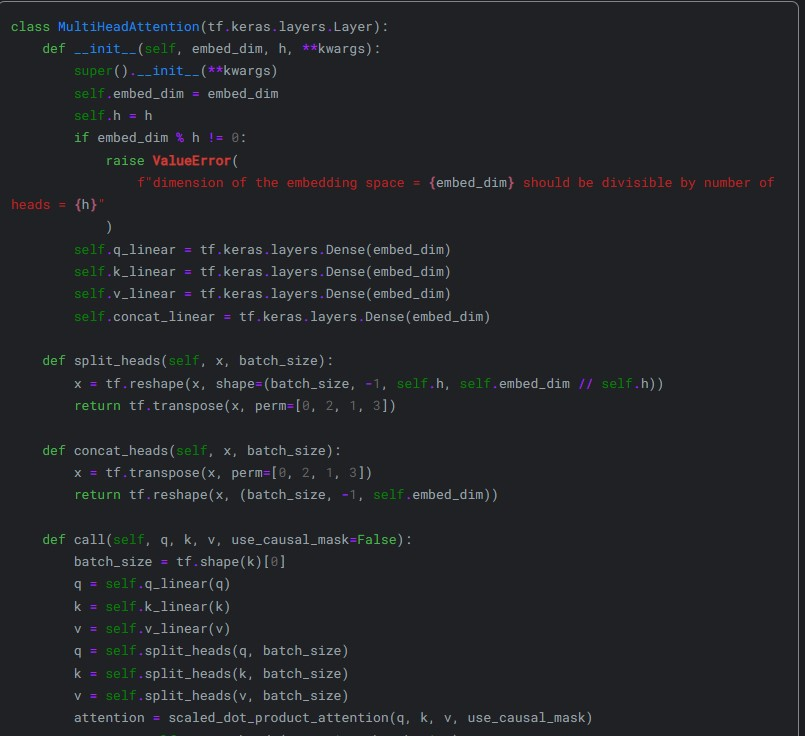 class MultiHeadAttention(tf.keras.layers.Layer):
    def __init__(self, embed_dim, h, **kwargs):
        super().__init__(**kwargs)
        self.embed_dim = embed_dim
        self.h = h
        if embed_dim % h != 0:
            raise ValueError(
                f"dimension of the embedding space = {embed_dim} should be divisible by number of
heads = {h}"
            )
        self.q_linear = tf.keras.layers.Dense(embed_dim)
        self.k_linear = tf.keras.layers.Dense(embed_dim)
        self.v_linear = tf.keras.layers.Dense(embed_dim)
        self.concat_linear = tf.keras.layers.Dense(embed_dim)

    def split_heads(self, x, batch_size):
        x = tf.reshape(x, shape=(batch_size, -1, self.h, self.embed_dim // self.h))
        return tf.transpose(x, perm=[0, 2, 1, 3])

    def concat_heads(self, x, batch_size):
        x = tf.transpose(x, perm=[0, 2, 1, 3])
        return tf.reshape(x, (batch_size, -1, self.embed_dim))

    def call(self, q, k, v, use_causal_mask=False):
        batch_size = tf.shape(k)[0]
        q = self.q_linear(q)
        k = self.k_linear(k)
        v = self.v_linear(v)
        q = self.split_heads(q, batch_size)
        k = self.split_heads(k, batch_size)
        v = self.split_heads(v, batch_size)
        attention = scaled_dot_product_attention(q, k, v, use_causal_mask)